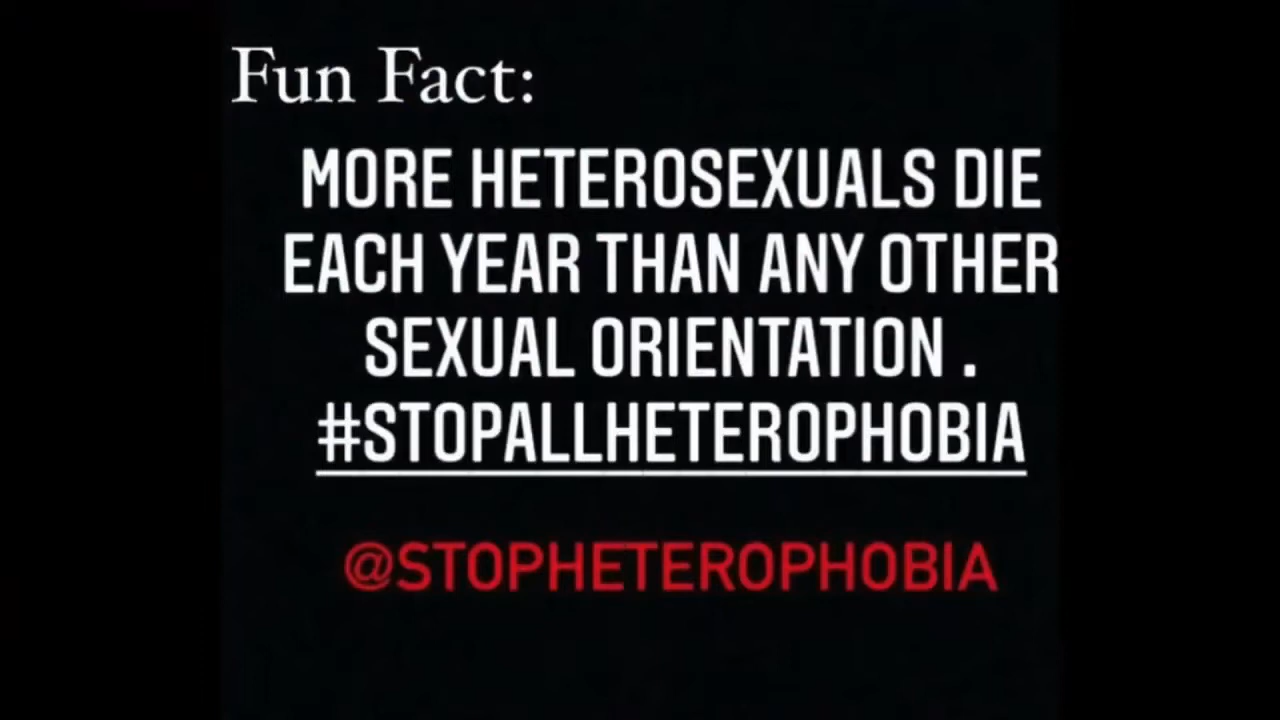 Fun Fact:
MORE HETEROSEXUALS DIE
EACH YEAR THAN ANY OTHER
SEXUAL ORIENTATION .
#STOPALLHETEROPHOBIA
@STOPHETEROPHOBIA